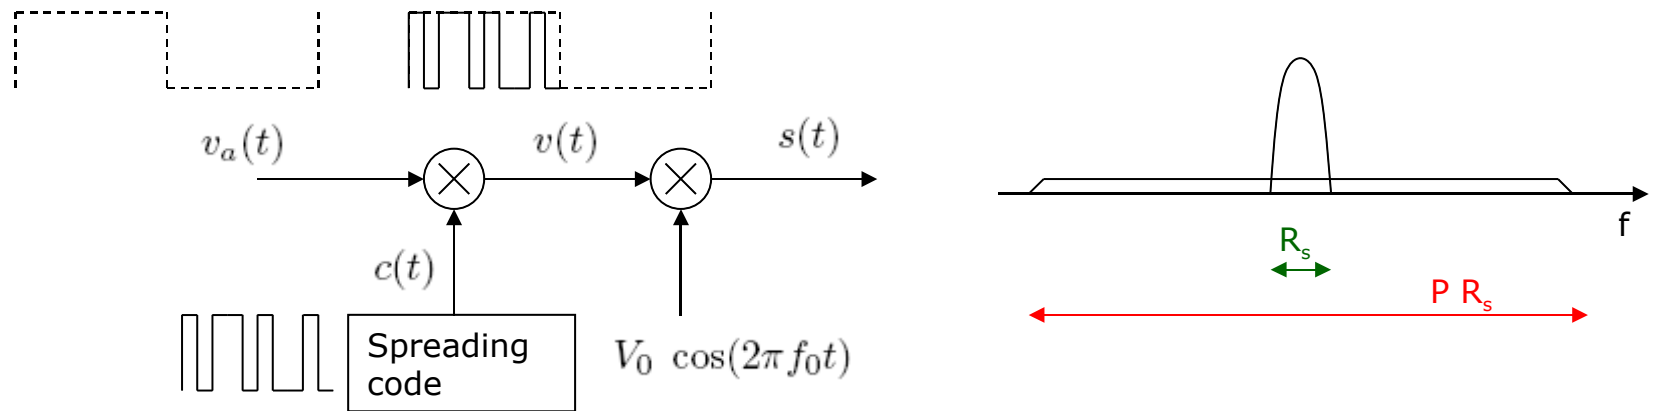 v_a(t)
v(t)
s(t)
c(t)
Spreading
code
V_0 cos(2πf_0t)
f
R_s
P R_s